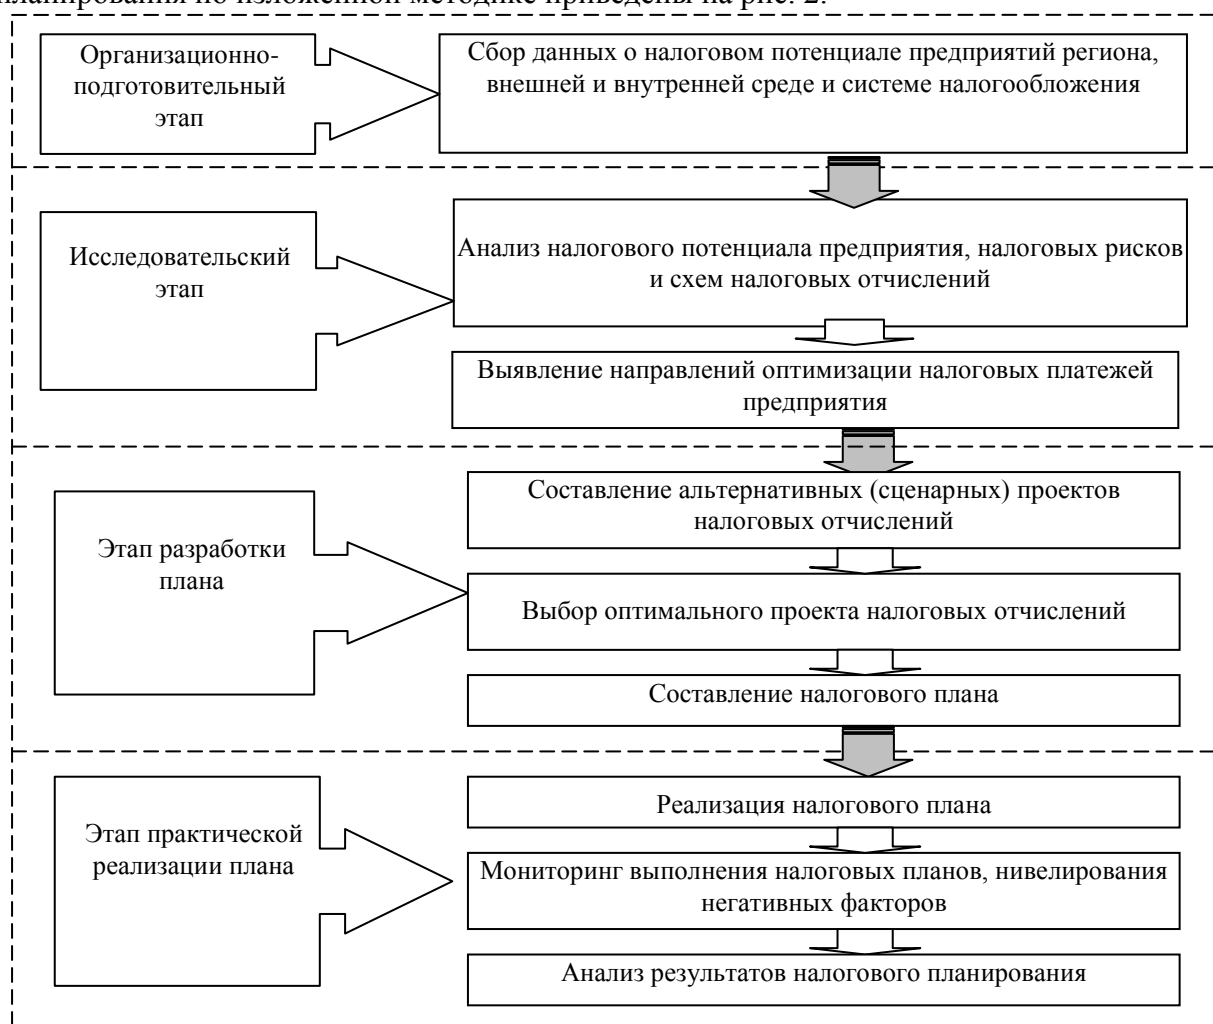 планирования по изложенной методике приведены на рис. 2.
Организационно-
подготовительный
этап
Сбор данных о налоговом потенциале предприятий региона,
внешней и внутренней среде и системе налогообложения
Исследовательский
этап
Анализ налогового потенциала предприятия, налоговых рисков
и схем налоговых отчислений
Выявление направлений оптимизации налоговых платежей
предприятия
Этап разработки
плана
Составление альтернативных (сценарных) проектов
налоговых отчислений
Выбор оптимального проекта налоговых отчислений
Составление налогового плана
Этап практической
реализации плана
Реализация налогового плана
Мониторинг выполнения налоговых планов, нивелирования
негативных факторов
Анализ результатов налогового планирования